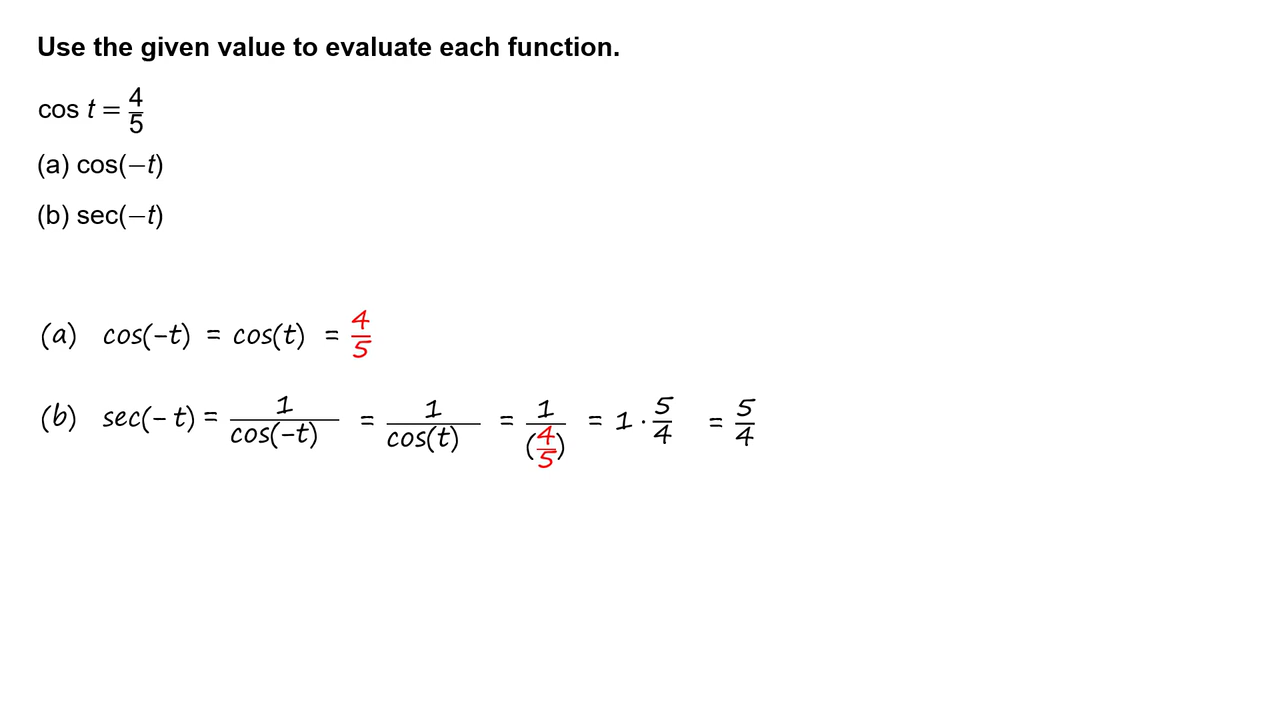 Use the given value to evaluate each function.
cos t = 4/5
(a) cos(−t)
(b) sec(−t)
(a) cos(−t) = cos(t) = 4/5
(b) sec(− t) = 1/cos(−t) = 1/cos(t) = 1/(4/5) = 1 · 5/4 = 5/4